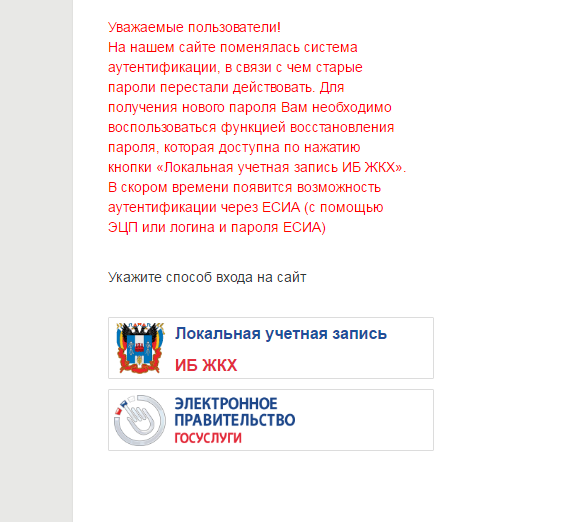 Уважаемые пользователи!
На нашем сайте поменялась система
аутентификации, в связи с чем старые
пароли перестали действовать. Для
получения нового пароля Вам необходимо
воспользоваться функцией восстановления
пароля, которая доступна по нажатию
кнопки «Локальная учетная запись ИБ ЖКХ».
В скором времени появится возможность
аутентификации через ЕСИА (с помощью
ЭЦП или логина и пароля ЕСИА)
Укажите способ входа на сайт
Локальная учетная запись
ИБ ЖКХ
ЭЛЕКТРОННОЕ
ПРАВИТЕЛЬСТВО
ГОСУСЛУГИ